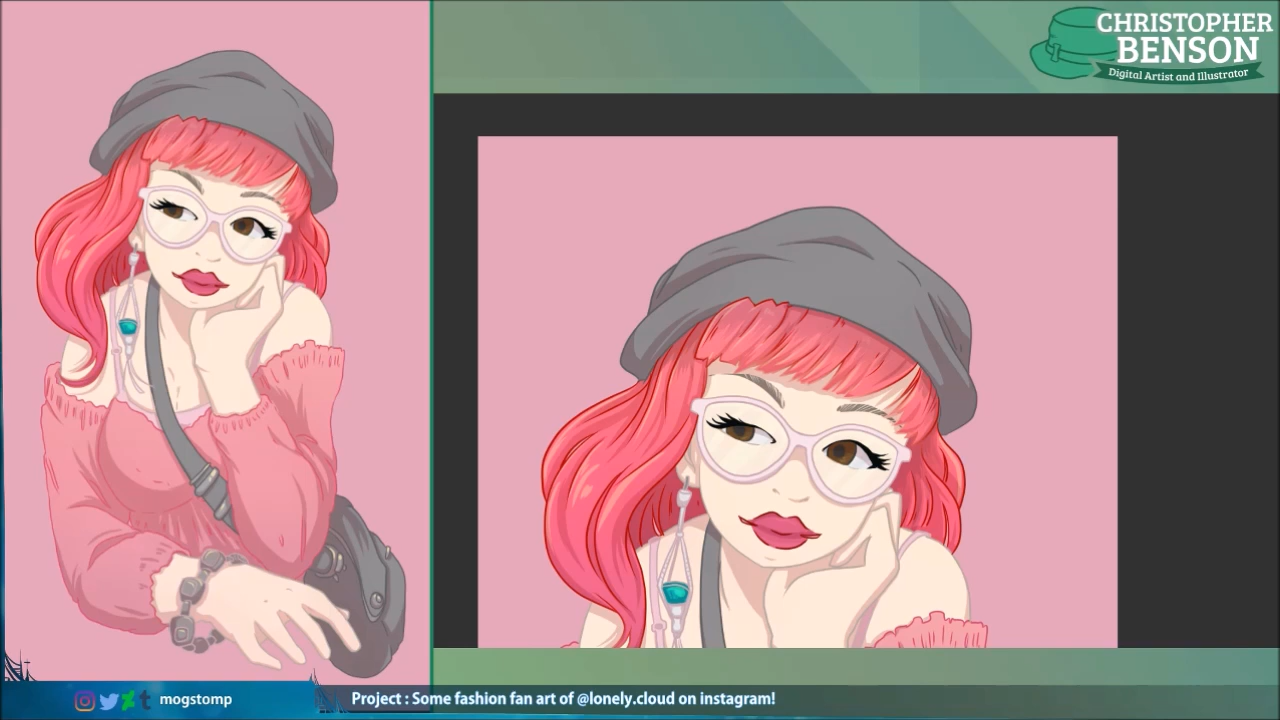 CHRISTOPHER
BENSON
Digital Artist and Illustrator
mogstomp
Project : Some fashion fan art of @lonely.cloud on instagram!